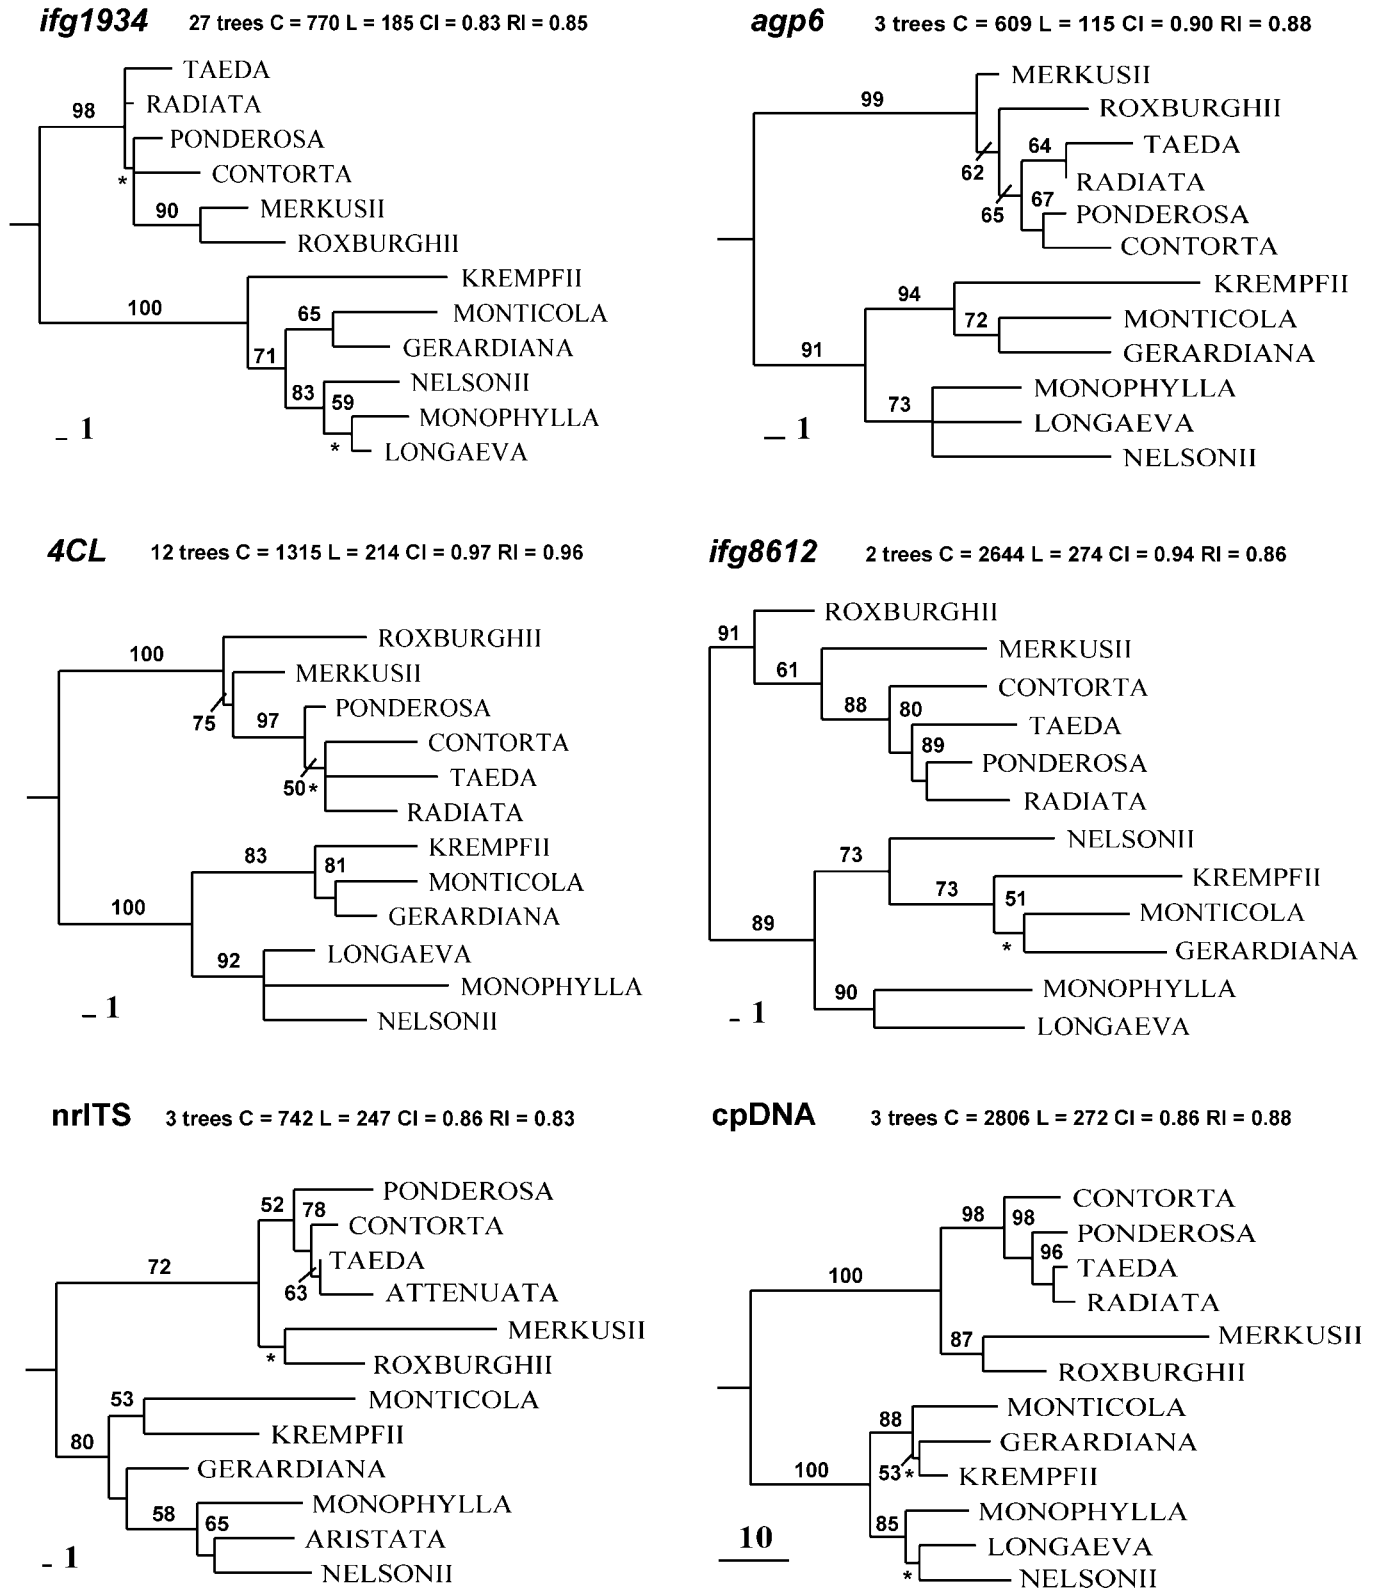 ifg1934 27 trees C = 770 L = 185 CI = 0.83 RI = 0.85
TAEDA
98
RADIATA
PONDEROSA
*
CONTORTA
90
MERKUSII
ROXBURGHII
KREMPFII
100
65
MONTICOLA
GERARDIANA
71
NELSONII
83
59
MONOPHYLLA
*
LONGAEVA
1
agp6 3 trees C = 609 L = 115 CI = 0.90 RI = 0.88
MERKUSII
99
ROXBURGHII
64
TAEDA
62
RADIATA
67
65
PONDEROSA
CONTORTA
KREMPFII
94
72
MONTICOLA
91
GERARDIANA
MONOPHYLLA
73
LONGAEVA
1
NELSONII
4CL 12 trees C = 1315 L = 214 CI = 0.97 RI = 0.96
ROXBURGHII
100
MERKUSII
75
97
PONDEROSA
CONTORTA
50*
TAEDA
RADIATA
KREMPFII
83
81
MONTICOLA
100
GERARDIANA
LONGAEVA
92
MONOPHYLLA
1
NELSONII
ifg8612 2 trees C = 2644 L = 274 CI = 0.94 RI = 0.86
ROXBURGHII
91
MERKUSII
61
CONTORTA
88
80
TAEDA
89
PONDEROSA
RADIATA
NELSONII
73
KREMPFII
73
51
MONTICOLA
89
*
GERARDIANA
MONOPHYLLA
90
1
LONGAEVA
nrITS 3 trees C = 742 L = 247 CI = 0.86 RI = 0.83
PONDEROSA
52
78
CONTORTA
72
TAEDA
63
ATTENUATA
MERKUSII
*
ROXBURGHII
53
MONTICOLA
KREMPFII
80
GERARDIANA
MONOPHYLLA
58
65
ARISTATA
1
NELSONII
cpDNA 3 trees C = 2806 L = 272 CI = 0.86 RI = 0.88
CONTORTA
98
98
PONDEROSA
96
TAEDA
100
RADIATA
MERKUSII
87
ROXBURGHII
MONTICOLA
88
GERARDIANA
100
53*
KREMPFII
MONOPHYLLA
85
10
LONGAEVA
*
NELSONII